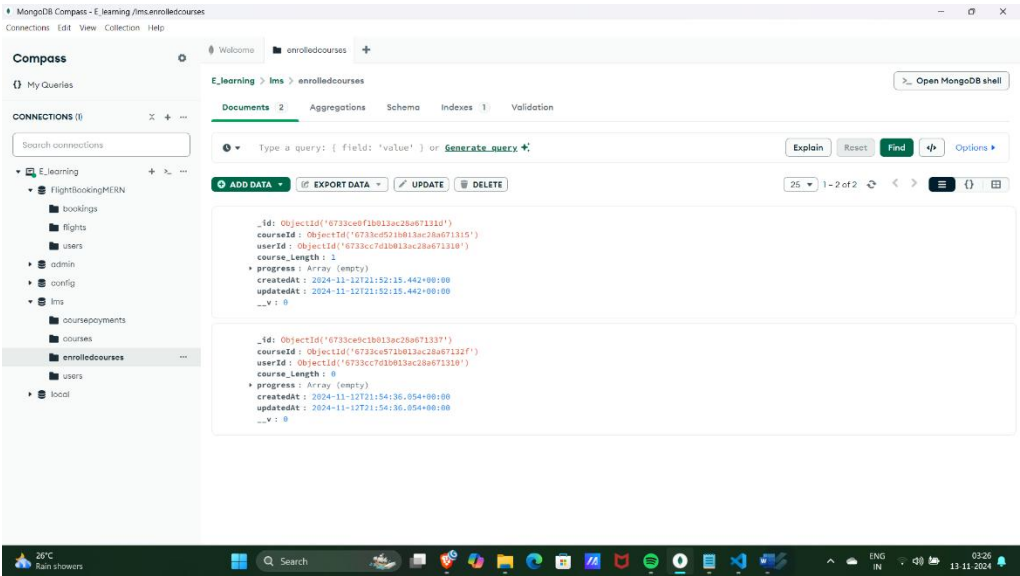 MongoDB Compass - E_learning /lms.enrolledcourses
Connections Edit View Collection Help
Compass
{} My Queries
CONNECTIONS (1)
Search connections
E_learning
FlightBookingMERN
bookings
flights
users
admin
config
lms
coursepayments
courses
enrolledcourses
users
local
Welcome
enrolledcourses
E_learning > lms > enrolledcourses
>_ Open MongoDB shell
Documents 2 Aggregations Schema Indexes 1 Validation
Type a query: { field: 'value' } or Generate query
Explain Reset Find </> Options
ADD DATA EXPORT DATA UPDATE DELETE
25 1 - 2 of 2 {}
_id: ObjectId('6733ce0f1b013ac28a67131d')
courseId : ObjectId('6733cd521b013ac28a671315')
userId : ObjectId('6733cc7d1b013ac28a671310')
course_Length : 1
progress : Array (empty)
createdAt : 2024-11-12T21:52:15.442+00:00
updatedAt : 2024-11-12T21:52:15.442+00:00
__v : 0
_id: ObjectId('6733ce9c1b013ac28a671337')
courseId : ObjectId('6733ce571b013ac28a67132f')
userId : ObjectId('6733cc7d1b013ac28a671310')
course_Length : 0
progress : Array (empty)
createdAt : 2024-11-12T21:54:36.054+00:00
updatedAt : 2024-11-12T21:54:36.054+00:00
__v : 0
26°C
Rain showers
Search
ENG
IN
03:26
13-11-2024